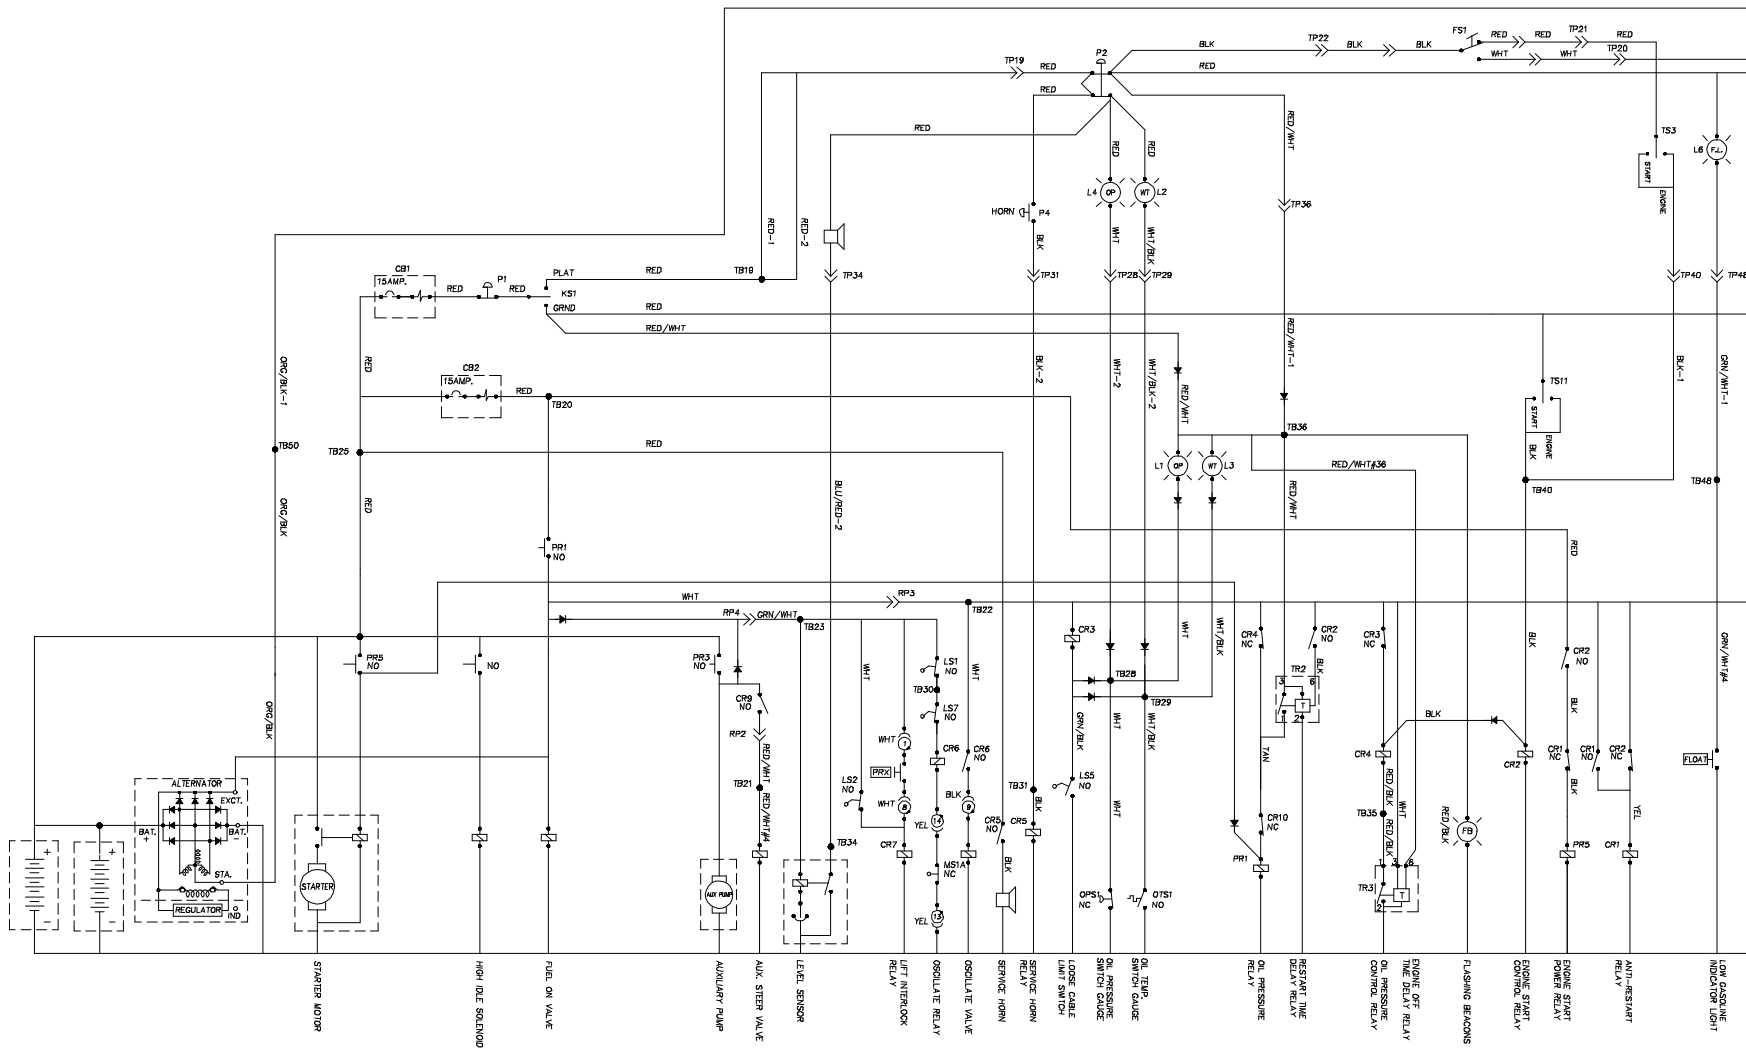 BLK
TP22
BLK
BLK
FS1
RED
RED
TP21
RED
WHT
WHT
TP20
P2
TP19
RED
RED
RED
RED
RED/WHT
TS3
L6
F.L.
START
ENGINE
RED
RED
L4
OP
WT
L2
TP36
HORN
P4
RED-1
RED-2
BLK
WHT
WHT/BLK
TP34
TP31
TP28
TP29
TP40
TP48
CB1
15AMP.
RED
P1
RED
PLAT
KS1
GRND
RED
TB19
RED
RED/WHT
ORG/BLK-1
RED
CB2
15AMP.
RED
TB20
BLK-2
WHT-2
WHT/BLK-2
RED/WHT
RED/WHT-1
TS11
START
ENGINE
BLK
BLK-1
GRN/WHT-1
TB50
TB25
RED
TB36
L1
OP
WT
L3
RED/WHT#36
TB40
TB48
ORG/BLK
RED
BLU/RED-2
RED/WHT
PR1
NO
RED
WHT
RP3
TB22
RP4
GRN/WHT
TB23
PR5
NO
NO
PR3
NO
CR9
NO
RP2
RED/WHT
TB21
RED/WHT#4
WHT
LS1
NO
TB30
LS7
NO
WHT
CR3
WHT
WHT/BLK
TB28
TB29
CR4
NC
CR2
NO
BLK
TR2
3
6
T
1
2
CR3
NC
BLK
BLK
CR2
NO
BLK
GRN/WHT#4
ORG/BLK
WHT
1
PRX
WHT
8
CR6
CR6
NO
BLK
9
GRN/BLK
WHT
WHT/BLK
LS2
NO
LS5
NO
TAN
CR4
RED/BLK
WHT
TB35
RED/BLK
CR2
CR1
NC
BLK
CR1
NO
CR2
NC
YEL
FLOAT
ALTERNATOR
EXCT.
BAT.
+
BAT.
-
STA.
REGULATOR
IND
+
+
STARTER
AUX PUMP
TB34
CR7
YEL
14
MS1A
NC
YEL
13
CR5
NO
BLK
TB31
BLK
CR5
WHT
OPS1
NC
OTS1
NO
CR10
NC
PR1
1
3
6
TR3
T
2
RED/BLK
FB
PR5
CR1
STARTER MOTOR
HIGH IDLE SOLENOID
FUEL ON VALVE
AUXILIARY PUMP
AUX. STEER VALVE
LEVEL SENSOR
LIFT INTERLOCK
RELAY
OSCILLATE RELAY
OSCILLATE VALVE
SERVICE HORN
SERVICE HORN
RELAY
LOOSE CABLE
LIMIT SWITCH
OIL PRESSURE
SWITCH GAUGE
OIL TEMP.
SWITCH GAUGE
OIL PRESSURE
RELAY
RESTART TIME
DELAY RELAY
OIL PRESSURE
CONTROL RELAY
ENGINE OFF
TIME DELAY RELAY
FLASHING BEACONS
ENGINE START
CONTROL RELAY
ENGINE START
POWER RELAY
ANTI-RESTART
RELAY
LOW GASOLINE
INDICATOR LIGHT